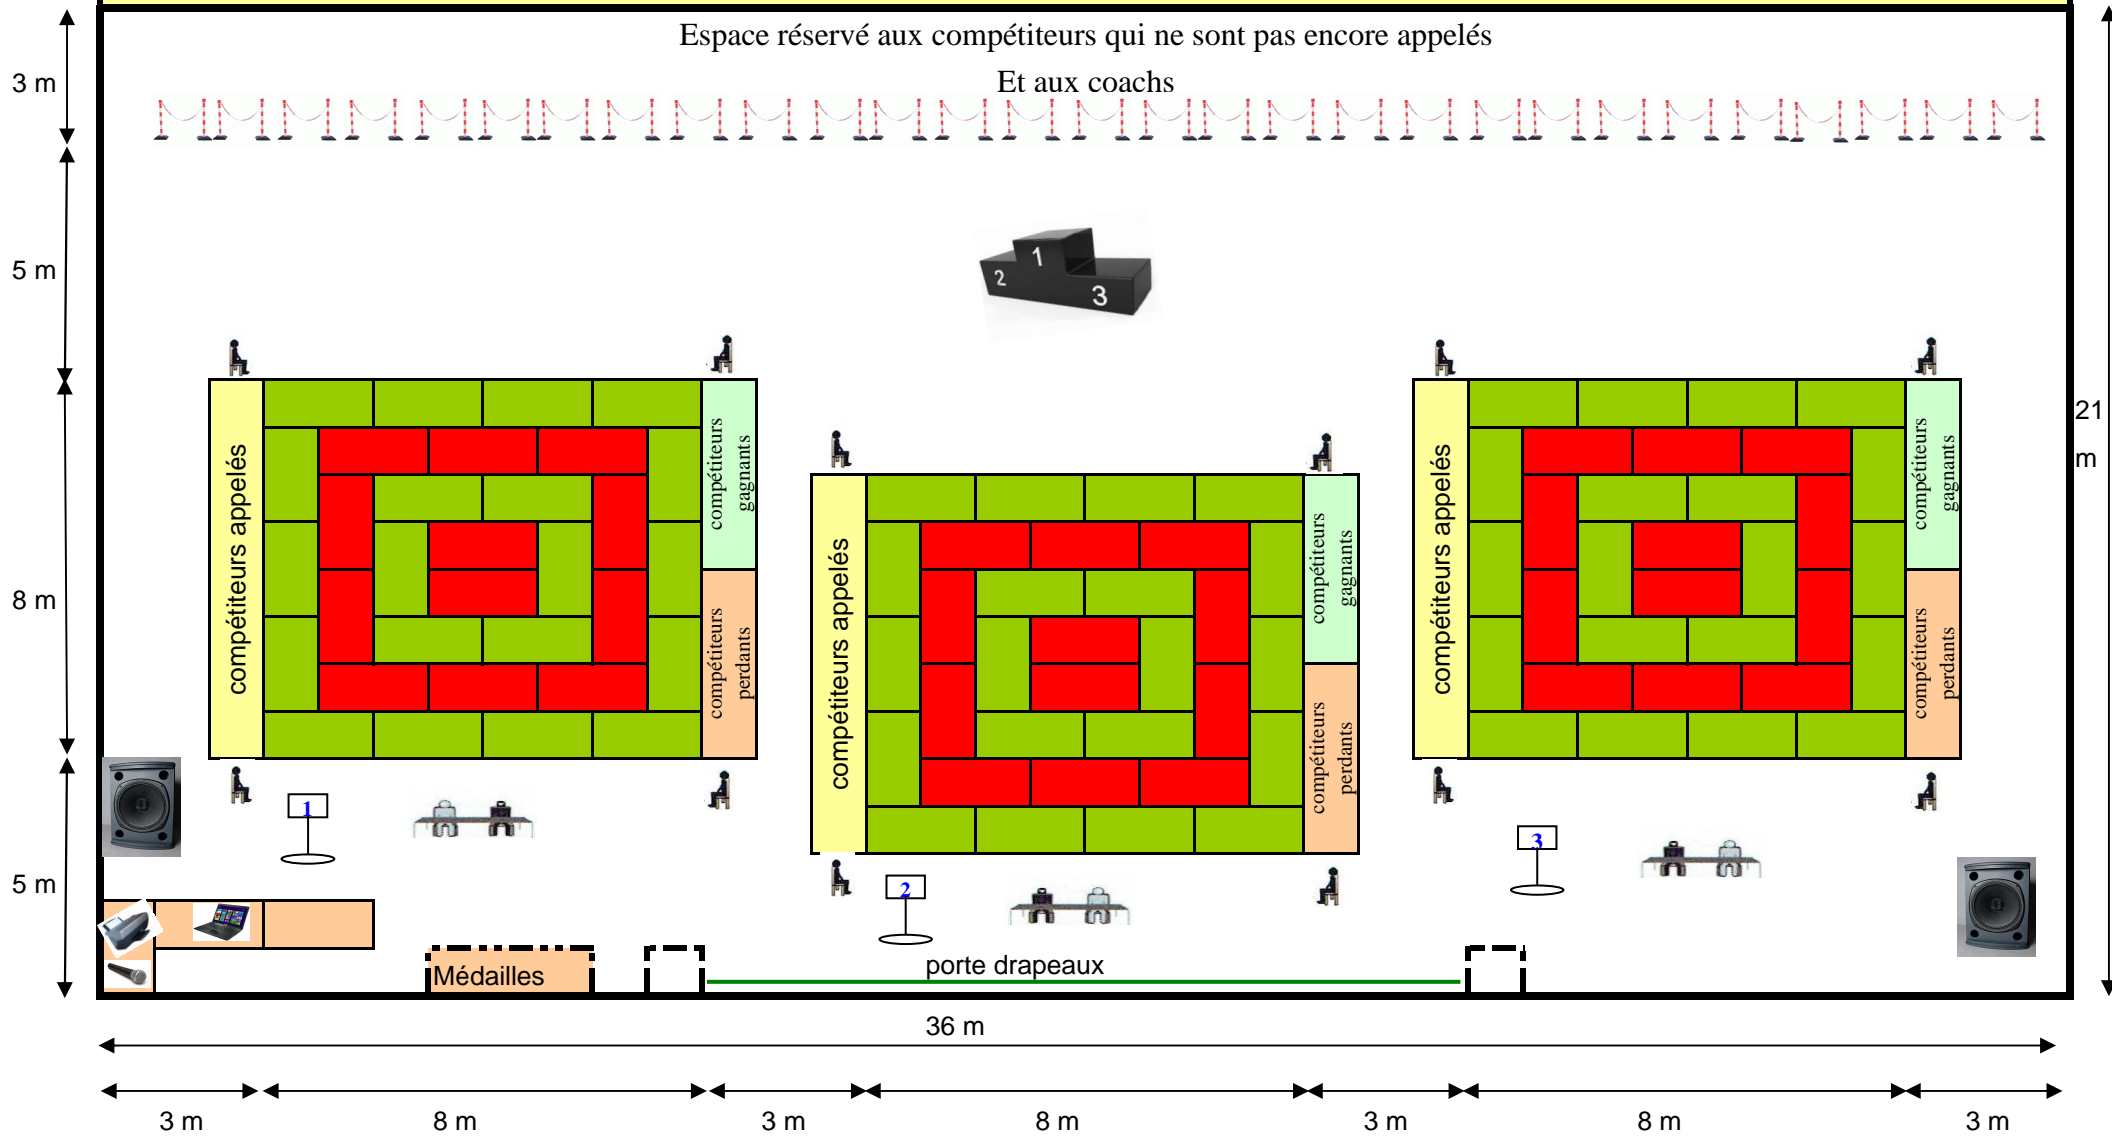 Espace réservé aux compétiteurs qui ne sont pas encore appelés
Et aux coachs
3 m
5 m
8 m
5 m
21
m
1
2
3
compétiteurs appelés
compétiteurs
gagnants
compétiteurs
perdants
compétiteurs appelés
compétiteurs
gagnants
compétiteurs
perdants
compétiteurs appelés
compétiteurs
gagnants
compétiteurs
perdants
1
2
3
Médailles
porte drapeaux
36 m
3 m
8 m
3 m
8 m
3 m
8 m
3 m